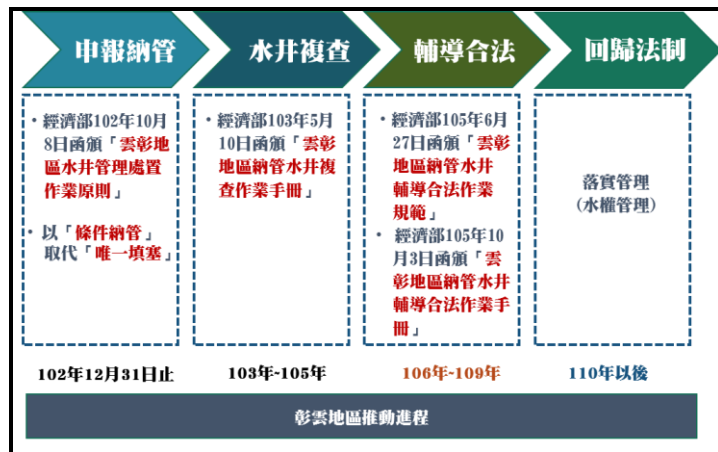 申報納管
水井複查
輔導合法
回歸法制
・經濟部102年10月
8日函頒「雲彰地
區水井管理處置
作業原則」
・以「條件納管」
取代「唯一填塞」
・經濟部103年5月
10日函頒「雲彰
地區納管水井複
查作業手冊」
・經濟部105年6月
27日函頒「雲彰
地區納管水井
輔導合法作業
規範」
・經濟部105年10
月3日函頒「雲
彰地區納管水井
輔導合法作業手
冊」
落實管理
(水權管理)
102年12月31日止
103年~105年
106年~109年
110年以後
彰雲地區推動進程